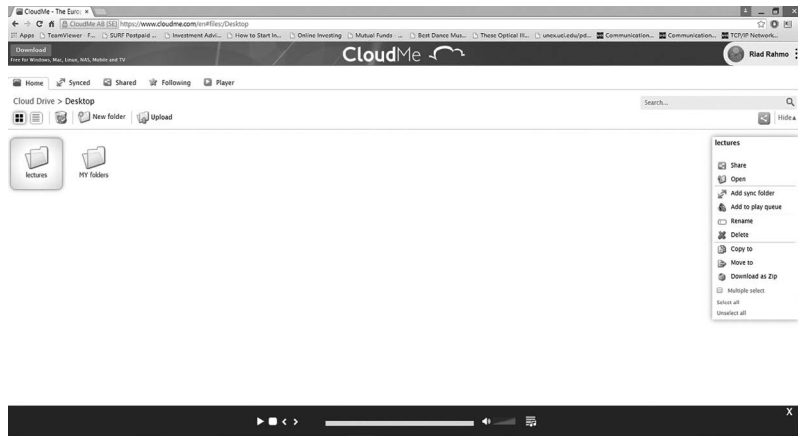 CloudMe - The Euro: ×
CloudMe AB [SE] https://www.cloudme.com/en#files:/Desktop
Apps TeamViewer - F... SURF Postpaid ... Investment Advi... How to Start In... Online Investing Mutual Funds - ... Best Dance Mus... These Optical Ill... unex.uci.edu/pd... Communication... Communication... TCP/IP Network...
Download
Free for Windows, Mac, Linux, NAS, Mobile and TV
CloudMe
Riad Rahmo
Home Synced Shared Following Player
Cloud Drive > Desktop
Search...
New folder Upload
Hide
lectures
MY folders
lectures
Share
Open
Add sync folder
Add to play queue
Rename
Delete
Copy to
Move to
Download as Zip
Multiple select
Select all
Unselect all
X